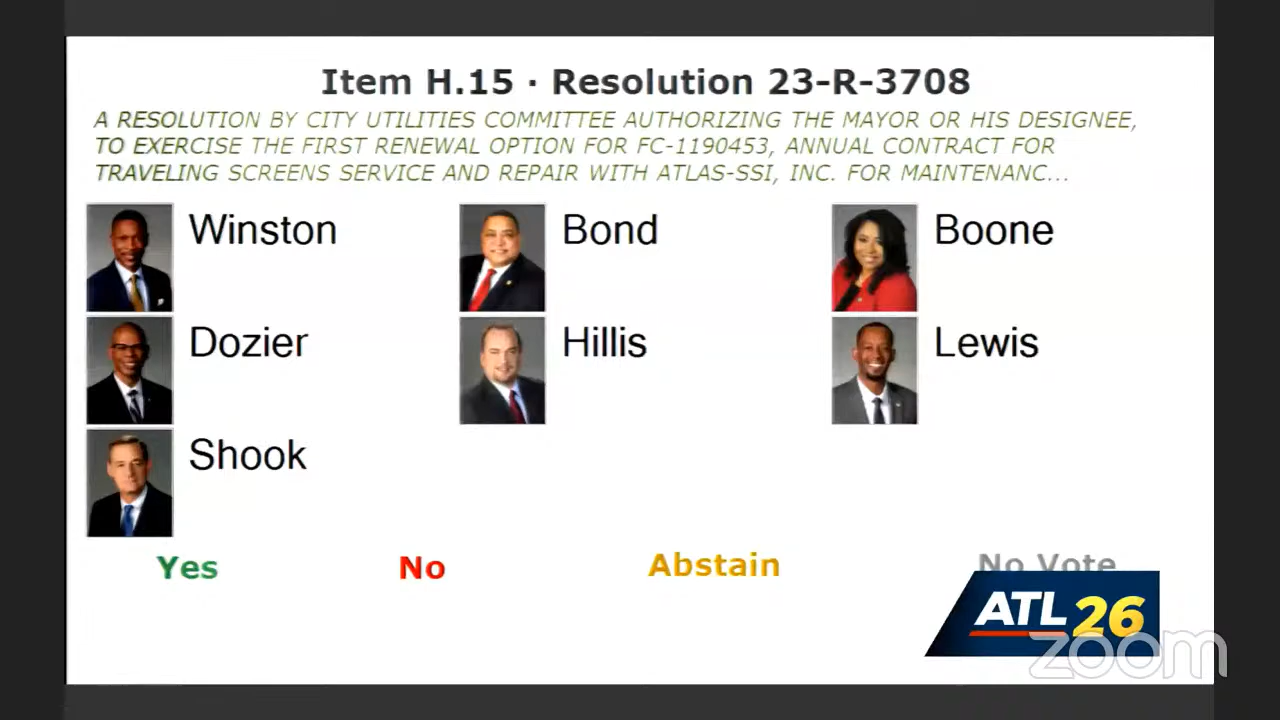 Item H.15 · Resolution 23-R-3708
A RESOLUTION BY CITY UTILITIES COMMITTEE AUTHORIZING THE MAYOR OR HIS DESIGNEE,
TO EXERCISE THE FIRST RENEWAL OPTION FOR FC-1190453, ANNUAL CONTRACT FOR
TRAVELING SCREENS SERVICE AND REPAIR WITH ATLAS-SSI, INC. FOR MAINTENANC...
Winston Bond Boone
Dozier Hillis Lewis
Shook
Yes No Abstain No Vote
ATL 26
zoom